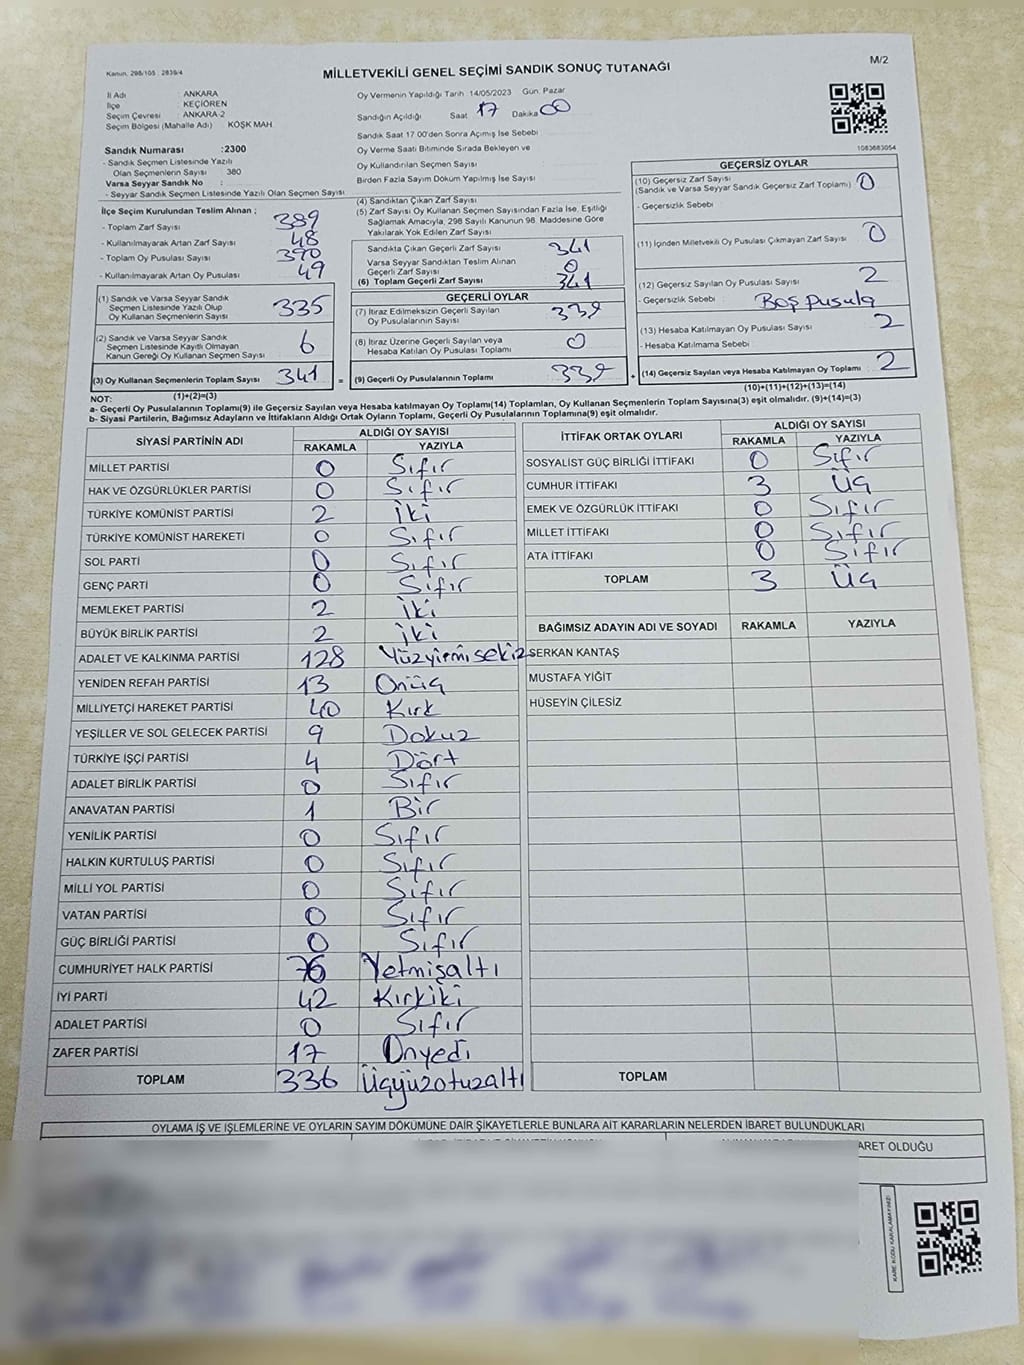 Kanun. 298/105 : 2839/4
MİLLETVEKİLİ GENEL SEÇİMİ SANDIK SONUÇ TUTANAĞI
M/2
İl Adı : ANKARA
İlçe : KEÇİÖREN
Seçim Çevresi : ANKARA-2
Seçim Bölgesi (Mahalle Adı) : KÖŞK MAH.
Oy Vermenin Yapıldığı Tarih 14/05/2023 Gün. Pazar
Sandığın Açıldığı Saat 17 Dakika 00
Sandık Saat 17 00'den Sonra Açmış İse Sebebi
Oy Verme Saati Bitiminde Sırada Bekleyen ve
Oy Kullandırılan Seçmen Sayısı
Birden Fazla Sayım Döküm Yapılmış İse Sayısı
1083683054
Sandık Numarası :2300
- Sandık Seçmen Listesinde Yazılı
Olan Seçmenlerin Sayısı : 380
Varsa Seyyar Sandık No :
- Seyyar Sandık Seçmen Listesinde Yazılı Olan Seçmen Sayısı
İlçe Seçim Kurulundan Teslim Alınan ;
- Toplam Zarf Sayısı 389
- Kullanılmayarak Artan Zarf Sayısı 48
- Toplam Oy Pusulası Sayısı 390
- Kullanılmayarak Artan Oy Pusulası 49
(4) Sandıktan Çıkan Zarf Sayısı
(5) Zarf Sayısı Oy Kullanan Seçmen Sayısından Fazla İse, Eşitliği
Sağlamak Amacıyla, 298 Sayılı Kanunun 98. Maddesine Göre
Yakılarak Yok Edilen Zarf Sayısı
Sandıkta Çıkan Geçerli Zarf Sayısı 341
Varsa Seyyar Sandıktan Teslim Alınan
Geçerli Zarf Sayısı 0
(6) Toplam Geçerli Zarf Sayısı 341
GEÇERSİZ OYLAR
(10) Geçersiz Zarf Sayısı
(Sandık ve Varsa Seyyar Sandık Geçersiz Zarf Toplamı) 0
- Geçersizlik Sebebi
(11) İçinden Milletvekili Oy Pusulası Çıkmayan Zarf Sayısı 0
(12) Geçersiz Sayılan Oy Pusulası Sayısı 2
- Geçersizlik Sebebi : Boş pusula
(13) Hesaba Katılmayan Oy Pusulası Sayısı 2
- Hesaba Katılmama Sebebi :
(14) Geçersiz Sayılan veya Hesaba Katılmayan Oy Toplamı 2
(10)+(11)+(12)+(13)=(14)
(1) Sandık ve Varsa Seyyar Sandık
Seçmen Listesinde Yazılı Olup
Oy Kullanan Seçmenlerin Sayısı 335
(2) Sandık ve Varsa Seyyar Sandık
Seçmen Listesinde Kayıtlı Olmayan
Kanun Gereği Oy Kullanan Seçmen Sayısı 6
(3) Oy Kullanan Seçmenlerin Toplam Sayısı 341 =
(1)+(2)=(3)
GEÇERLİ OYLAR
(7) İtiraz Edilmeksizin Geçerli Sayılan
Oy Pusulalarının Sayısı 339
(8) İtiraz Üzerine Geçerli Sayılan veya
Hesaba Katılan Oy Pusulası Toplamı 0
(9) Geçerli Oy Pusulalarının Toplamı 339 +
NOT:
a- Geçerli Oy Pusulalarının Toplamı(9) ile Geçersiz Sayılan veya Hesaba katılmayan Oy Toplamı(14) Toplamları, Oy Kullanan Seçmenlerin Toplam Sayısına(3) eşit olmalıdır. (9)+(14)=(3)
b- Siyasi Partilerin, Bağımsız Adayların ve İttifakların Aldığı Ortak Oyların Toplamı, Geçerli Oy Pusulalarının Toplamına(9) eşit olmalıdır.
SİYASİ PARTİNİN ADI ALDIĞI OY SAYISI
RAKAMLA YAZIYLA
MİLLET PARTİSİ 0 Sıfır
HAK VE ÖZGÜRLÜKLER PARTİSİ 0 Sıfır
TÜRKİYE KOMÜNİST PARTİSİ 2 İki
TÜRKİYE KOMÜNİST HAREKETİ 0 Sıfır
SOL PARTİ 0 Sıfır
GENÇ PARTİ 0 Sıfır
MEMLEKET PARTİSİ 2 İki
BÜYÜK BİRLİK PARTİSİ 2 İki
ADALET VE KALKINMA PARTİSİ 128 Yüzyirmisekiz
YENİDEN REFAH PARTİSİ 13 Onüç
MİLLİYETÇİ HAREKET PARTİSİ 40 Kırk
YEŞİLLER VE SOL GELECEK PARTİSİ 9 Dokuz
TÜRKİYE İŞÇİ PARTİSİ 4 Dört
ADALET BİRLİK PARTİSİ 0 Sıfır
ANAVATAN PARTİSİ 1 Bir
YENİLİK PARTİSİ 0 Sıfır
HALKIN KURTULUŞ PARTİSİ 0 Sıfır
MİLLİ YOL PARTİSİ 0 Sıfır
VATAN PARTİSİ 0 Sıfır
GÜÇ BİRLİĞİ PARTİSİ 0 Sıfır
CUMHURİYET HALK PARTİSİ 76 Yetmişaltı
İYİ PARTİ 42 Kırkiki
ADALET PARTİSİ 0 Sıfır
ZAFER PARTİSİ 17 Onyedi
TOPLAM 336 Üçyüzotuzaltı
İTTİFAK ORTAK OYLARI ALDIĞI OY SAYISI
RAKAMLA YAZIYLA
SOSYALİST GÜÇ BİRLİĞİ İTTİFAKI 0 Sıfır
CUMHUR İTTİFAKI 3 Üç
EMEK VE ÖZGÜRLÜK İTTİFAKI 0 Sıfır
MİLLET İTTİFAKI 0 Sıfır
ATA İTTİFAKI 0 Sıfır
TOPLAM 3 Üç
BAĞIMSIZ ADAYIN ADI VE SOYADI RAKAMLA YAZIYLA
SERKAN KANTAŞ
MUSTAFA YİĞİT
HÜSEYİN ÇİLESİZ
TOPLAM
OYLAMA İŞ VE İŞLEMLERİNE VE OYLARIN SAYIM DÖKÜMÜNE DAİR ŞİKAYETLERLE BUNLARA AİT KARARLARIN NELERDEN İBARET BULUNDUKLARI
ARET OLDUĞU
KARE KODU KARALAMAYINIZ!